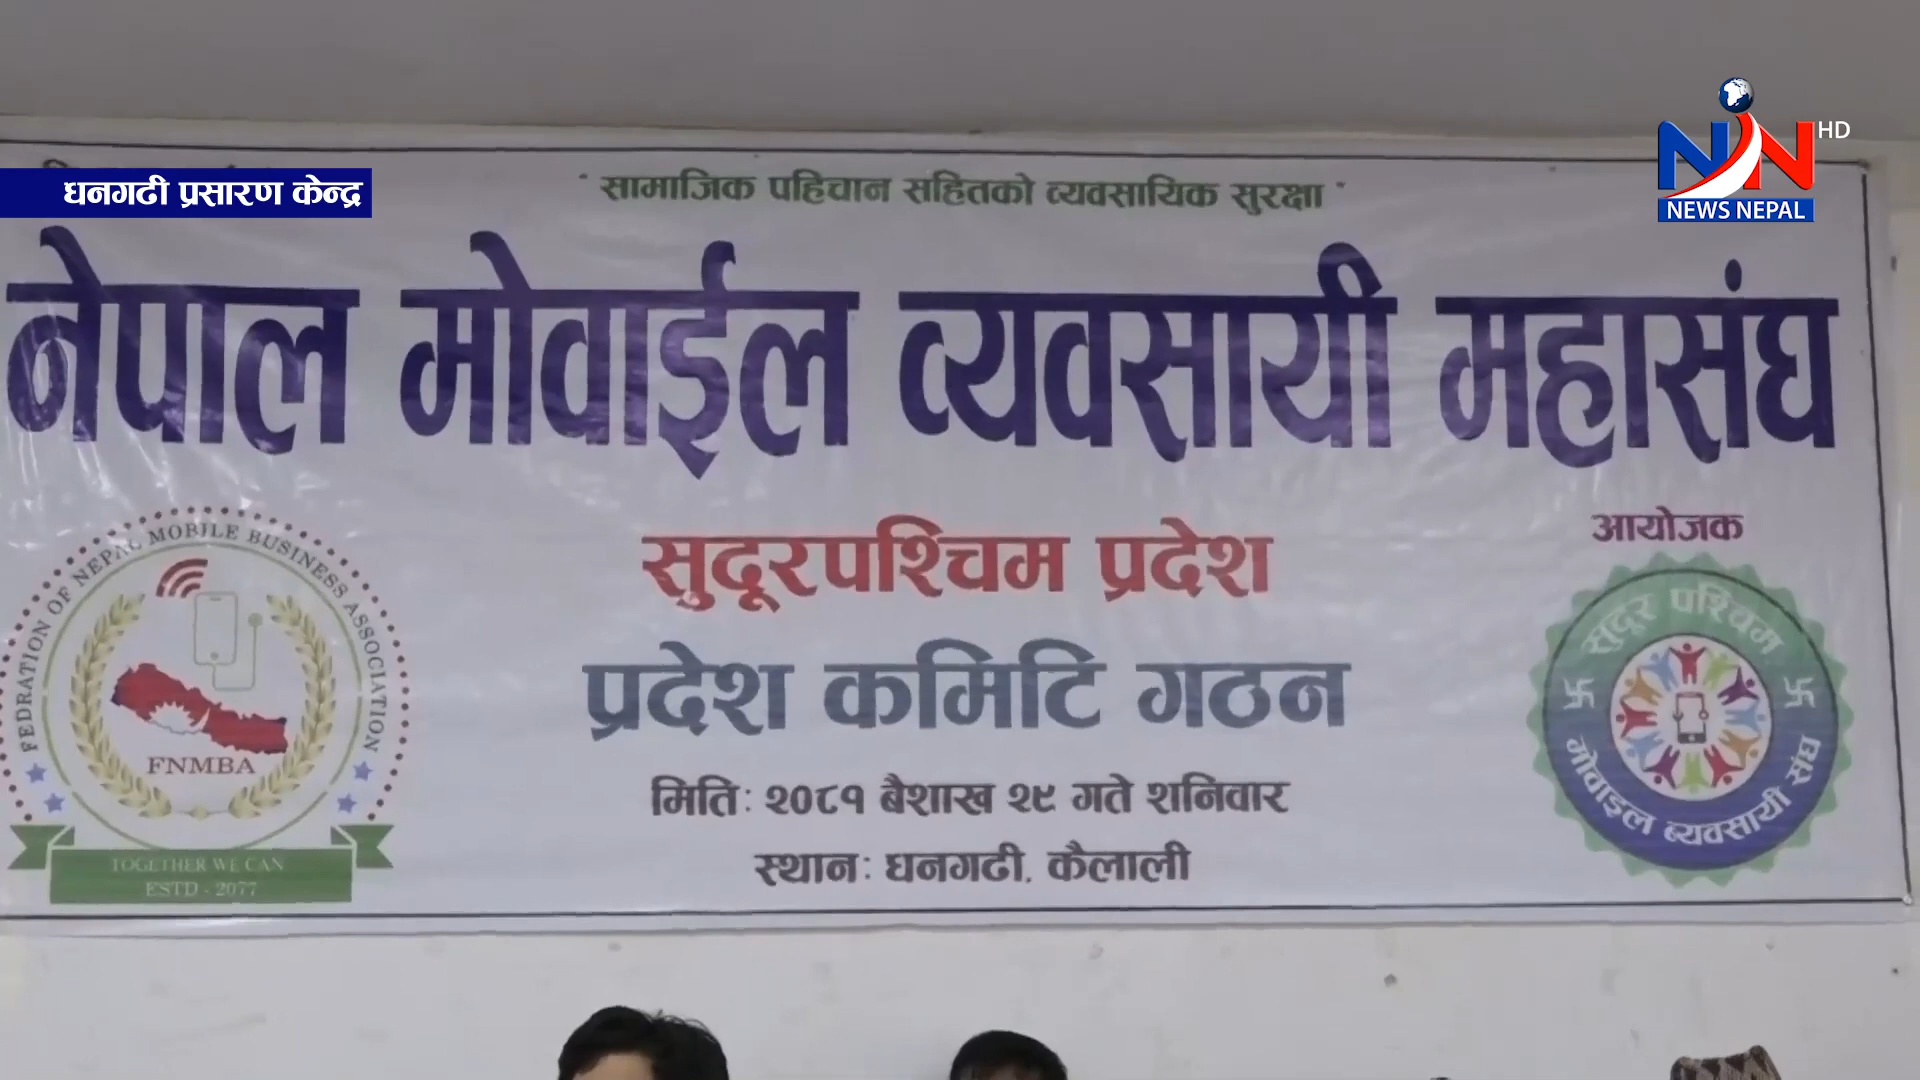 NN HD
NEWS NEPAL
धनगढी प्रसारण केन्द्र
" सामाजिक पहिचान सहितको व्यवसायिक सुरक्षा "
नेपाल मोवाईल व्यवसायी महासंघ
सुदूरपश्चिम प्रदेश
प्रदेश कमिटि गठन
मिति: २०८१ बैशाख २९ गते शनिवार
स्थान: धनगढी, कैलाली
FEDRATION OF NEPAL MOBILE BUSINESS ASSOCIATION
FNMBA
TOGETHER WE CAN
ESTD - 2077
आयोजक
सुदूर पश्चिम
मोवाइल ब्यवसायी संघ